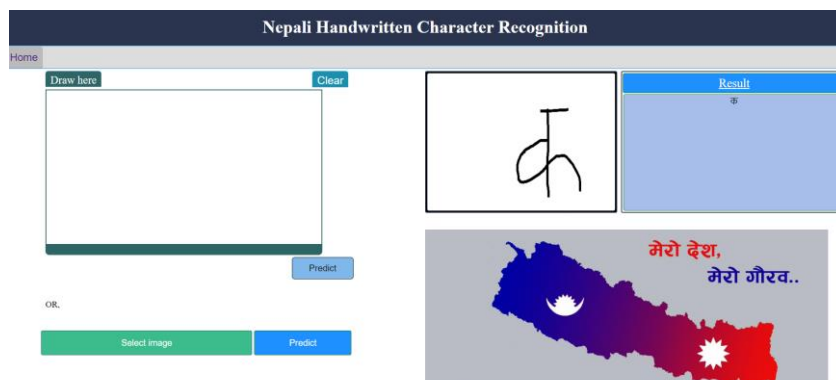 Nepali Handwritten Character Recognition
Home
Draw here
Clear
Predict
OR,
Select image
Predict
क
Result
क
मेरो देश,
मेरो गौरव..